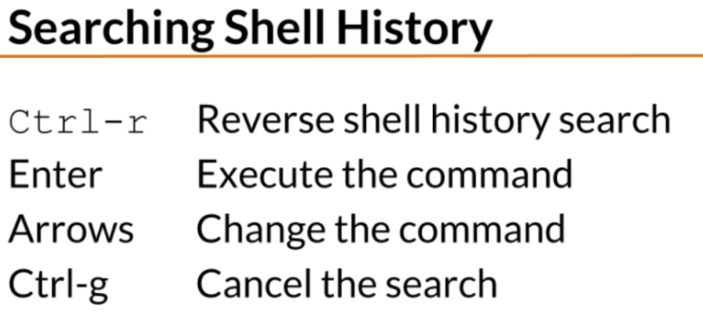 Searching Shell History
Ctrl-r Reverse shell history search
Enter Execute the command
Arrows Change the command
Ctrl-g Cancel the search